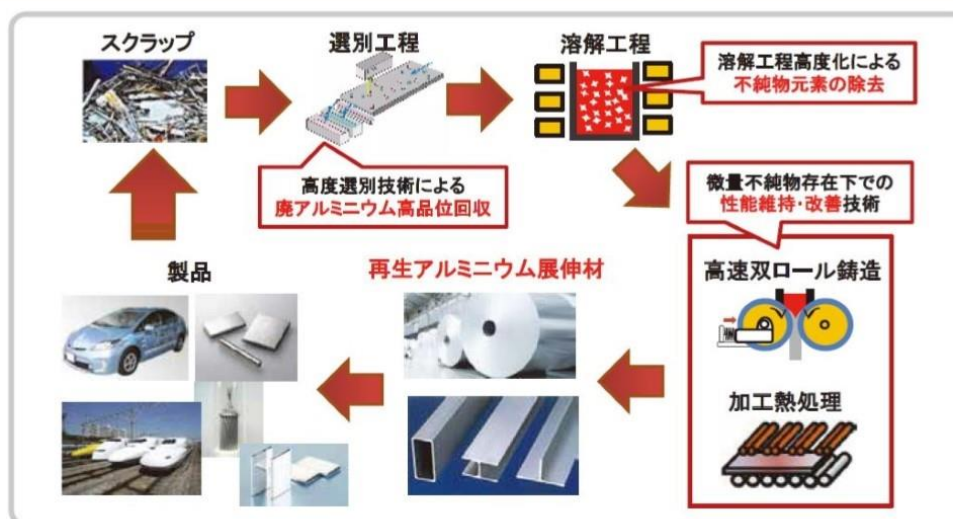 スクラップ
選別工程
溶解工程
溶解工程高度化による
不純物元素の除去
高度選別技術による
廃アルミニウム高品位回収
微量不純物存在下での
性能維持・改善技術
高速双ロール鋳造
加工熱処理
再生アルミニウム展伸材
製品